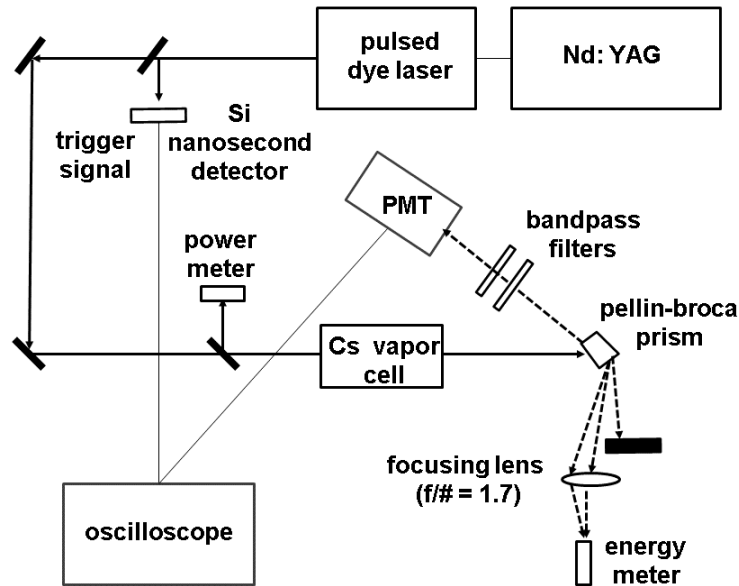 pulsed
dye laser
Nd: YAG
Si
nanosecond
detector
trigger
signal
PMT
bandpass
filters
power
meter
pellin-broca
prism
Cs vapor
cell
focusing lens
(f/# = 1.7)
oscilloscope
energy
meter